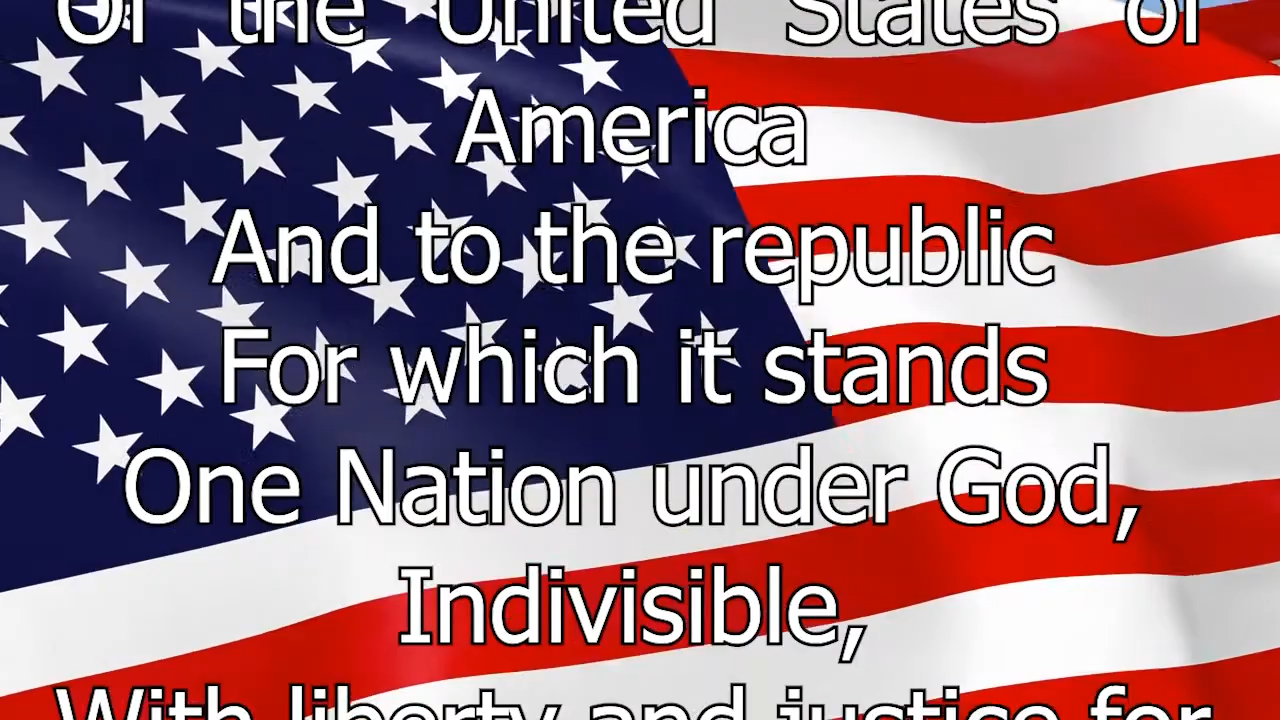 Of the United States of
America
And to the republic
For which it stands
One Nation under God,
Indivisible,
With liberty and justice for